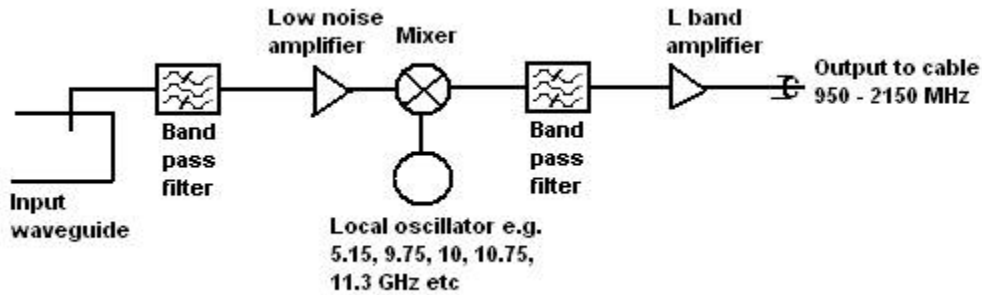 Low noise
amplifier
Mixer
L band
amplifier
Output to cable
950 - 2150 MHz
Band
pass
filter
Band
pass
filter
Input
waveguide
Local oscillator e.g.
5.15, 9.75, 10, 10.75,
11.3 GHz etc